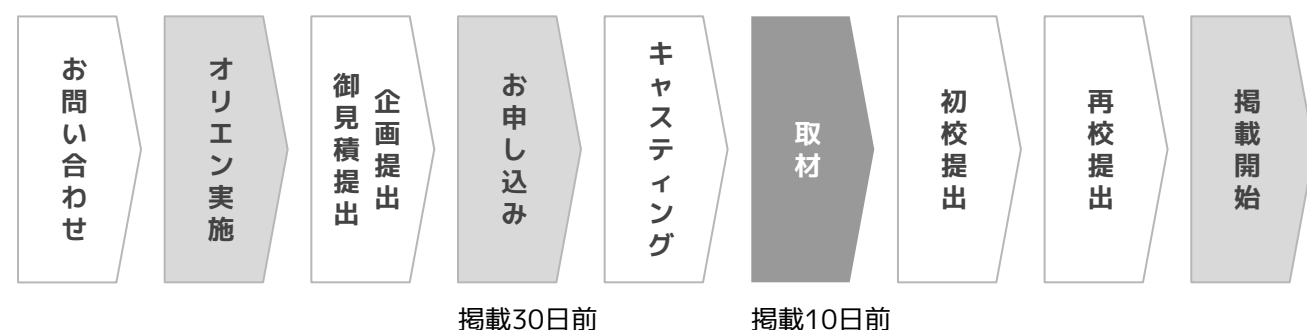 お問い合わせ
オリエン実施
企画提出
御見積提出
お申し込み
キャスティング
取材
初校提出
再校提出
掲載開始
掲載30日前
掲載10日前